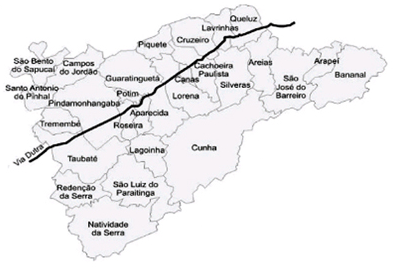 Queluz
Lavrinhas
Cruzeiro
Piquete
São Bento
do Sapucaí
Campos
do Jordão
Cachoeira
Paulista
Areias
Arapeí
Guaratinguetá
Canas
Bananal
Santo Antonio
do Pinhal
Potim
Lorena
Silveras
São
José do
Barreiro
Pindamonhangaba
Aparecida
Tremembé
Roseira
Via Dutra
Taubaté
Lagoinha
Cunha
Redenção
da Serra
São Luiz do
Paraitinga
Natividade
da Serra